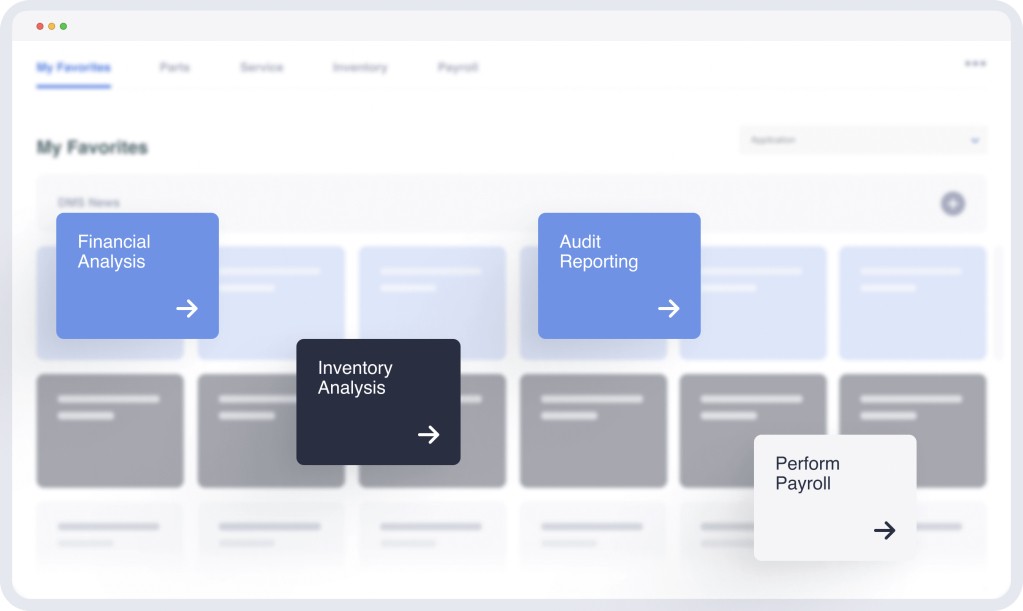 My Favorites
Parts
Service
Inventory
Payroll
My Favorites
Application
DMS News
Financial
Analysis
Audit
Reporting
Inventory
Analysis
Perform
Payroll